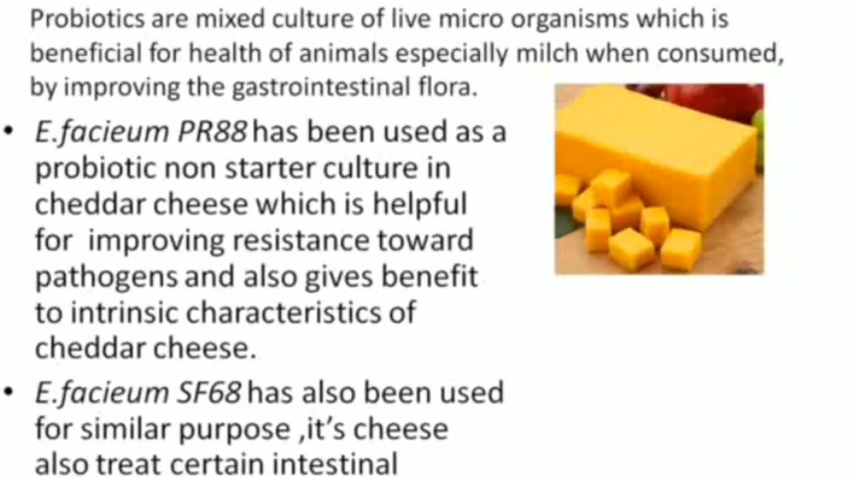 Probiotics are mixed culture of live micro organisms which is
beneficial for health of animals especially milch when consumed,
by improving the gastrointestinal flora.
• E.facieum PR88 has been used as a
probiotic non starter culture in
cheddar cheese which is helpful
for improving resistance toward
pathogens and also gives benefit
to intrinsic characteristics of
cheddar cheese.
• E.facieum SF68 has also been used
for similar purpose ,it's cheese
also treat certain intestinal